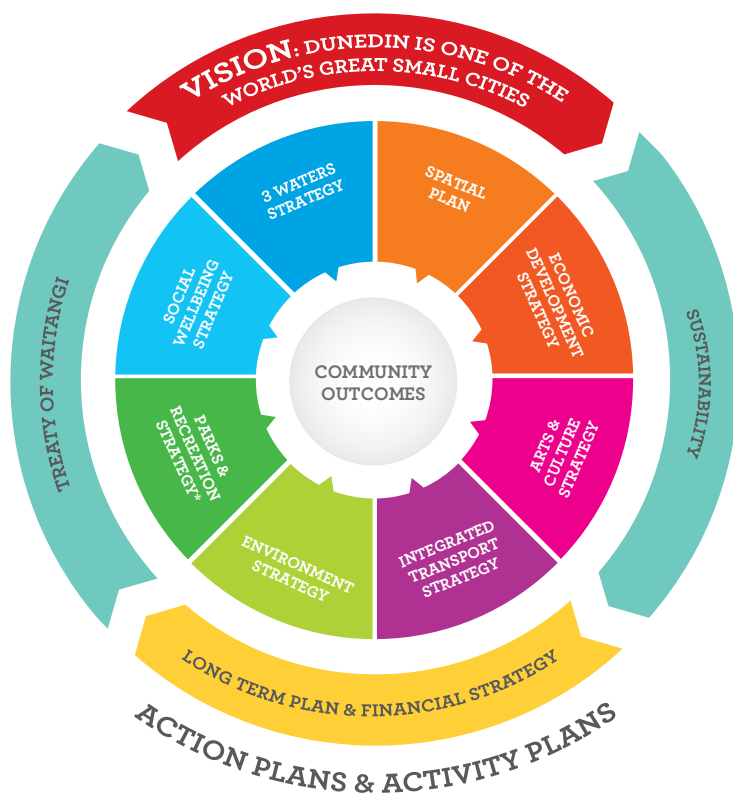 VISION: DUNEDIN IS ONE OF THE
WORLD'S GREAT SMALL CITIES
3 WATERS
STRATEGY
SPATIAL
PLAN
ECONOMIC
DEVELOPMENT
STRATEGY
ARTS &
CULTURE
STRATEGY
INTEGRATED
TRANSPORT
STRATEGY
ENVIRONMENT
STRATEGY
PARKS &
RECREATION
STRATEGY*
SOCIAL
WELLBEING
STRATEGY
COMMUNITY
OUTCOMES
TREATY OF WAITANGI
SUSTAINABILITY
LONG TERM PLAN & FINANCIAL STRATEGY
ACTION PLANS & ACTIVITY PLANS